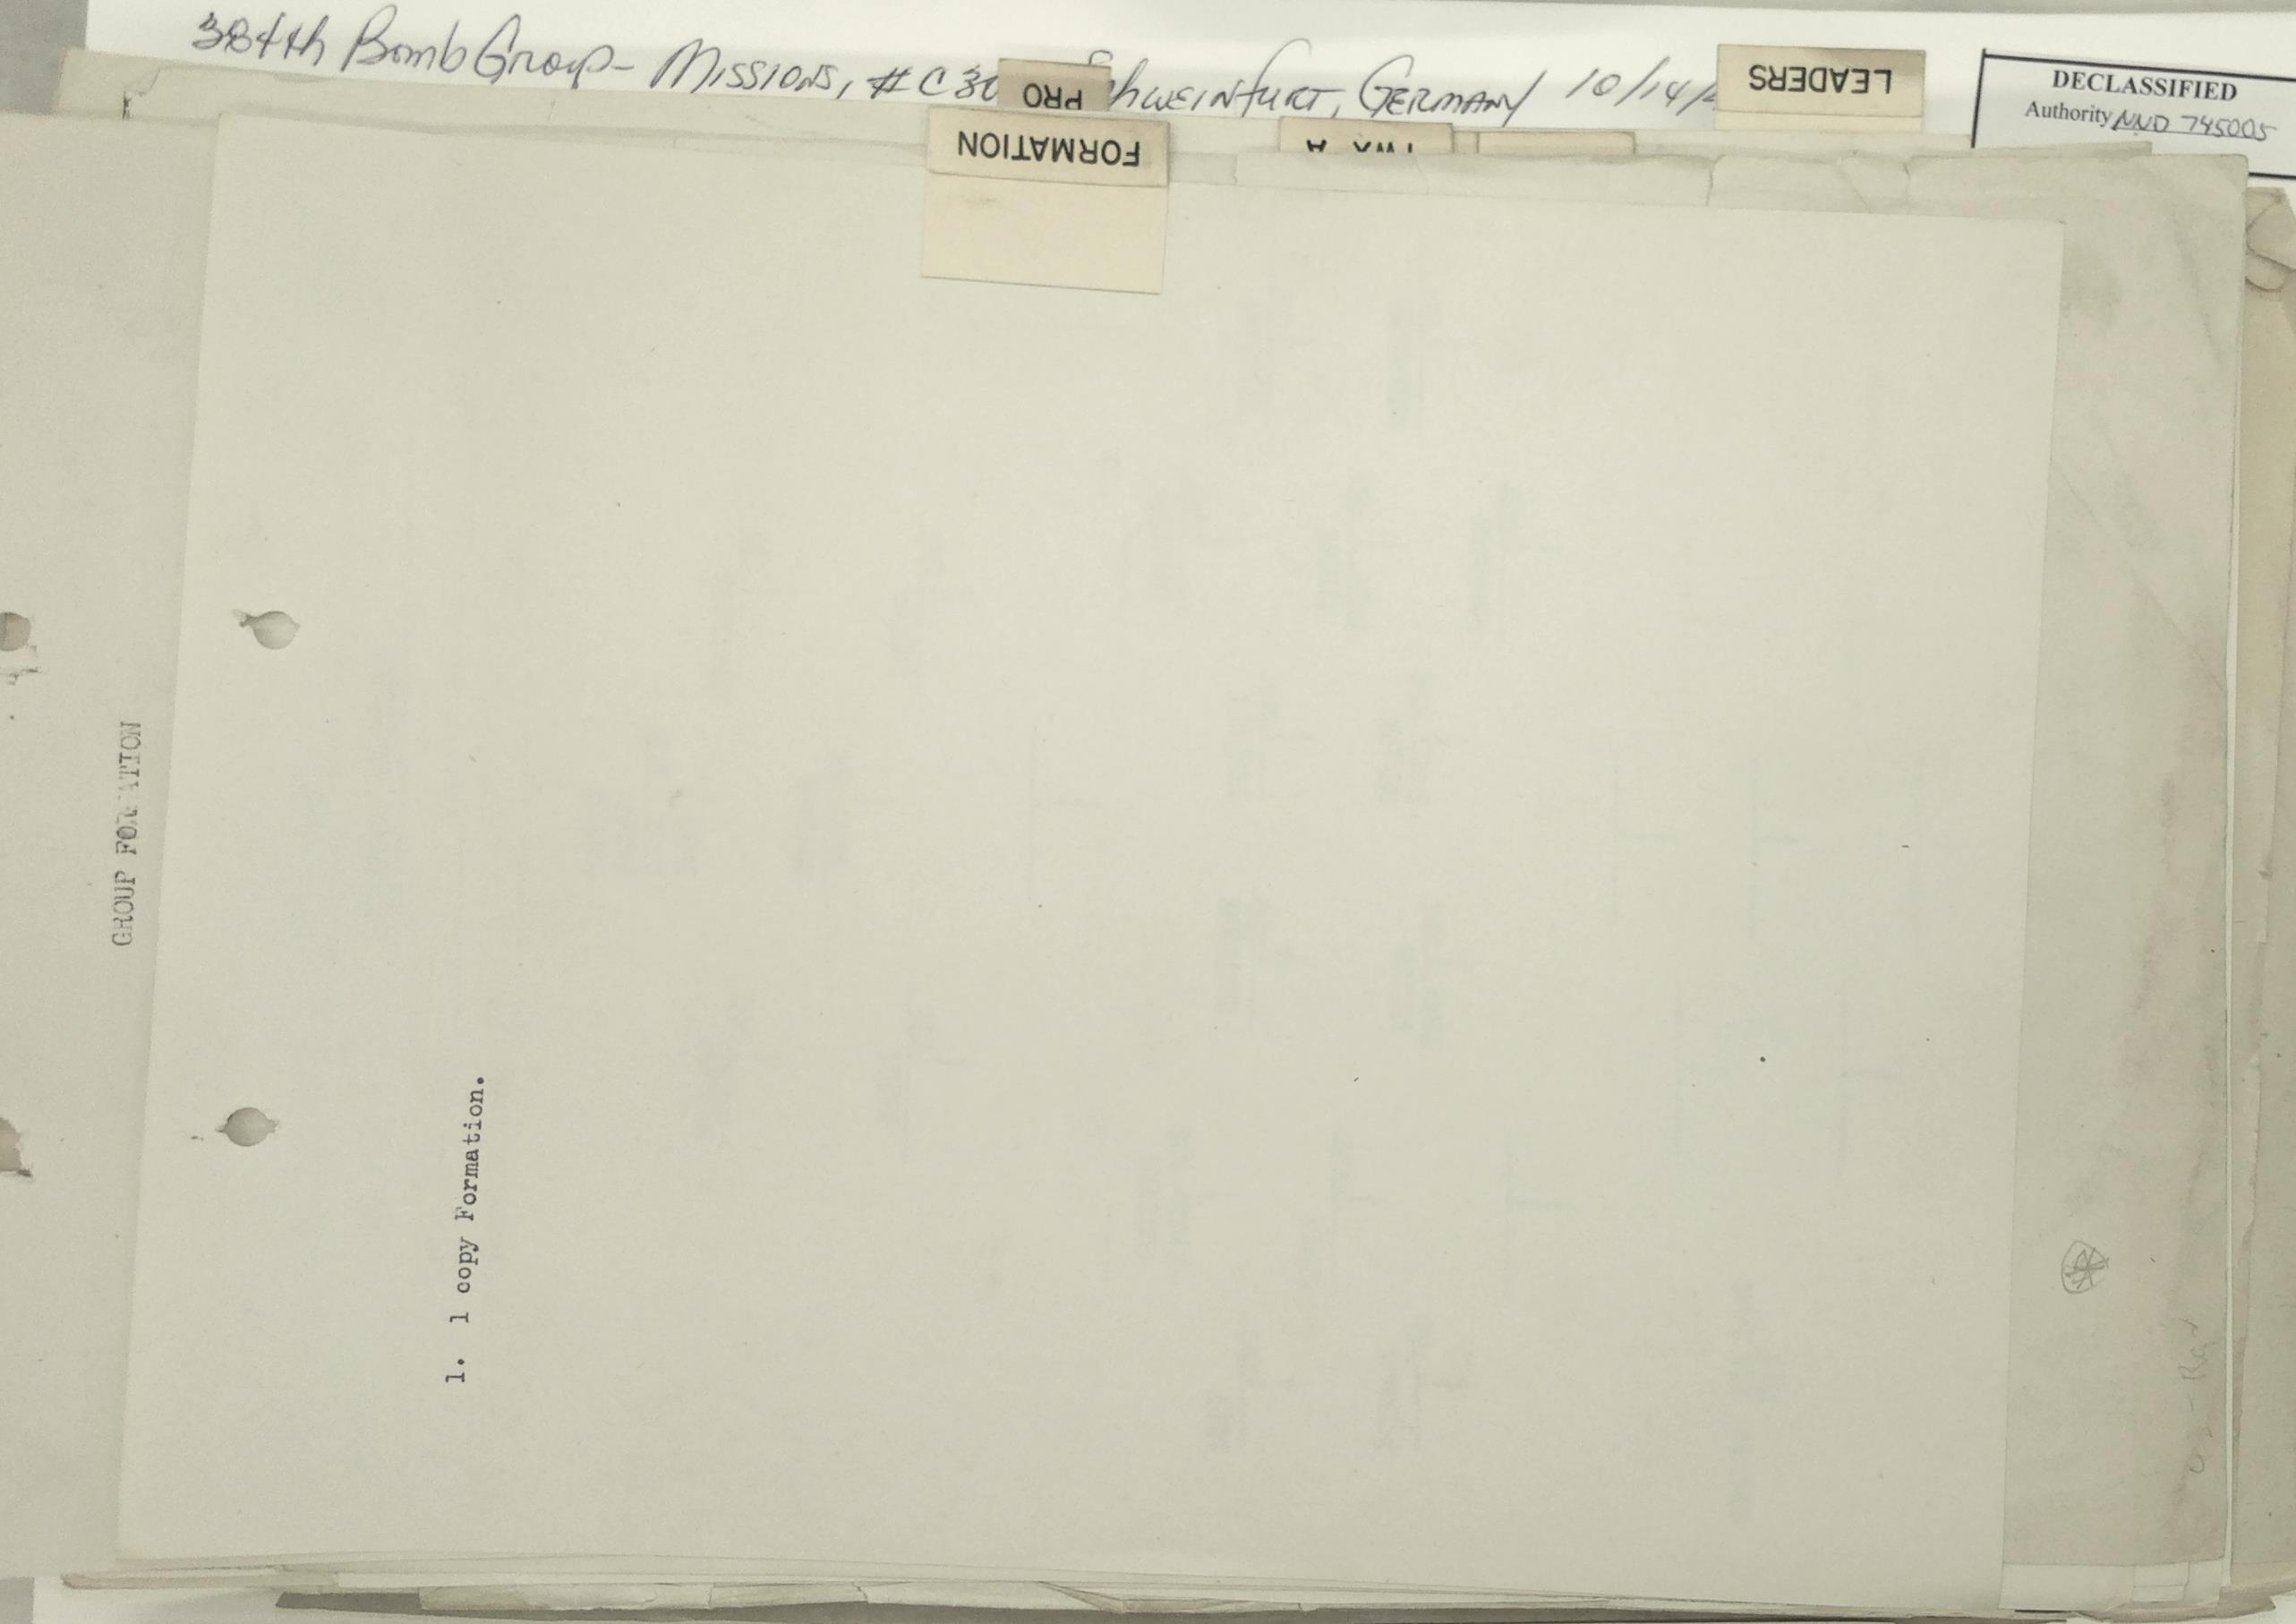 384th Bomb Group - Missions, #C30 Schweinfurt, Germany 10/14/
LEADERS
DECLASSIFIED
Authority NND 745005
PRO
FORMATION
TWX
GROUP FORMATION
1. 1 copy Formation.